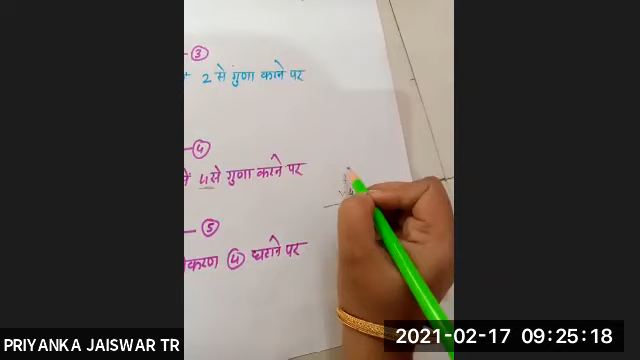 ③
2 से गुणा करने पर
④
में 4 से गुणा करने पर
⑤
करण ④ घटाने पर
PRIYANKA JAISWAR TR
2021-02-17 09:25:18